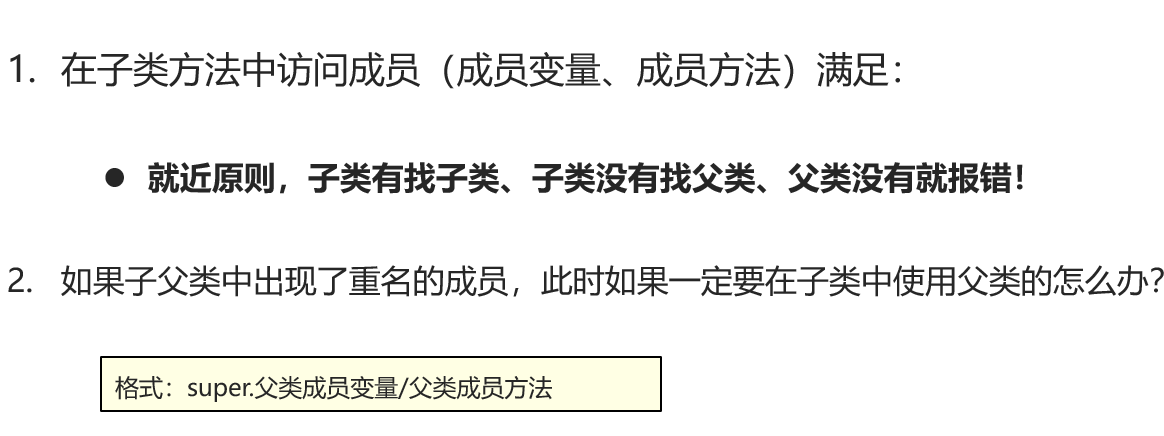 1. 在子类方法中访问成员（成员变量、成员方法）满足：
● 就近原则，子类有找子类、子类没有找父类、父类没有就报错！
2. 如果子父类中出现了重名的成员，此时如果一定要在子类中使用父类的怎么办？
格式：super.父类成员变量/父类成员方法